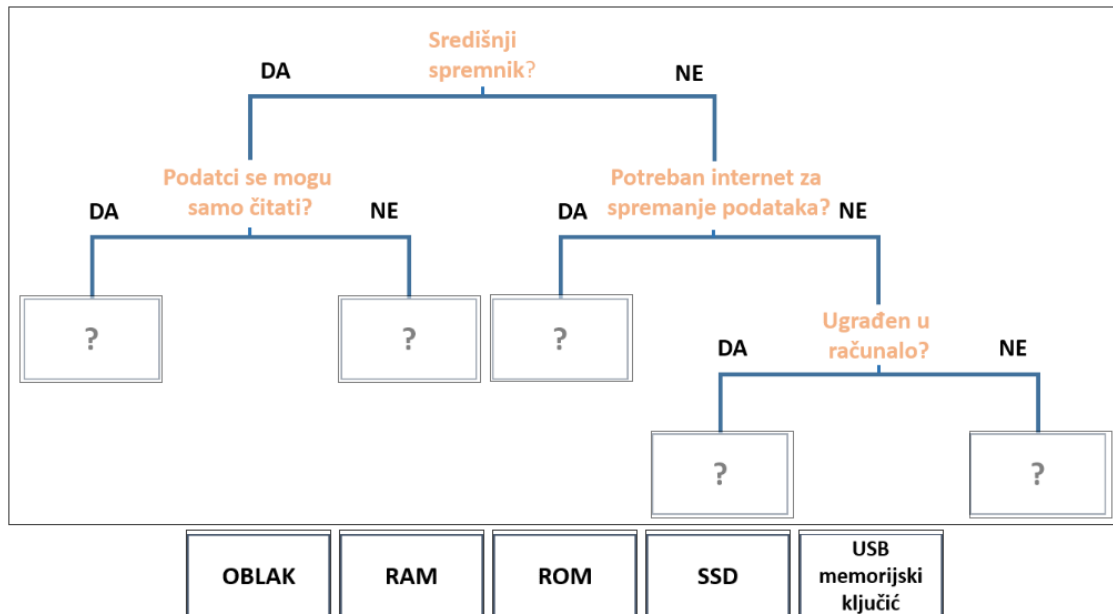 Središnji
spremnik?
DA
NE
Podatci se mogu
samo čitati?
Potreban internet za
spremanje podataka?
DA
NE
DA
NE
?
?
?
Ugrađen u
računalo?
DA
NE
?
?
OBLAK
RAM
ROM
SSD
USB
memorijski
ključić